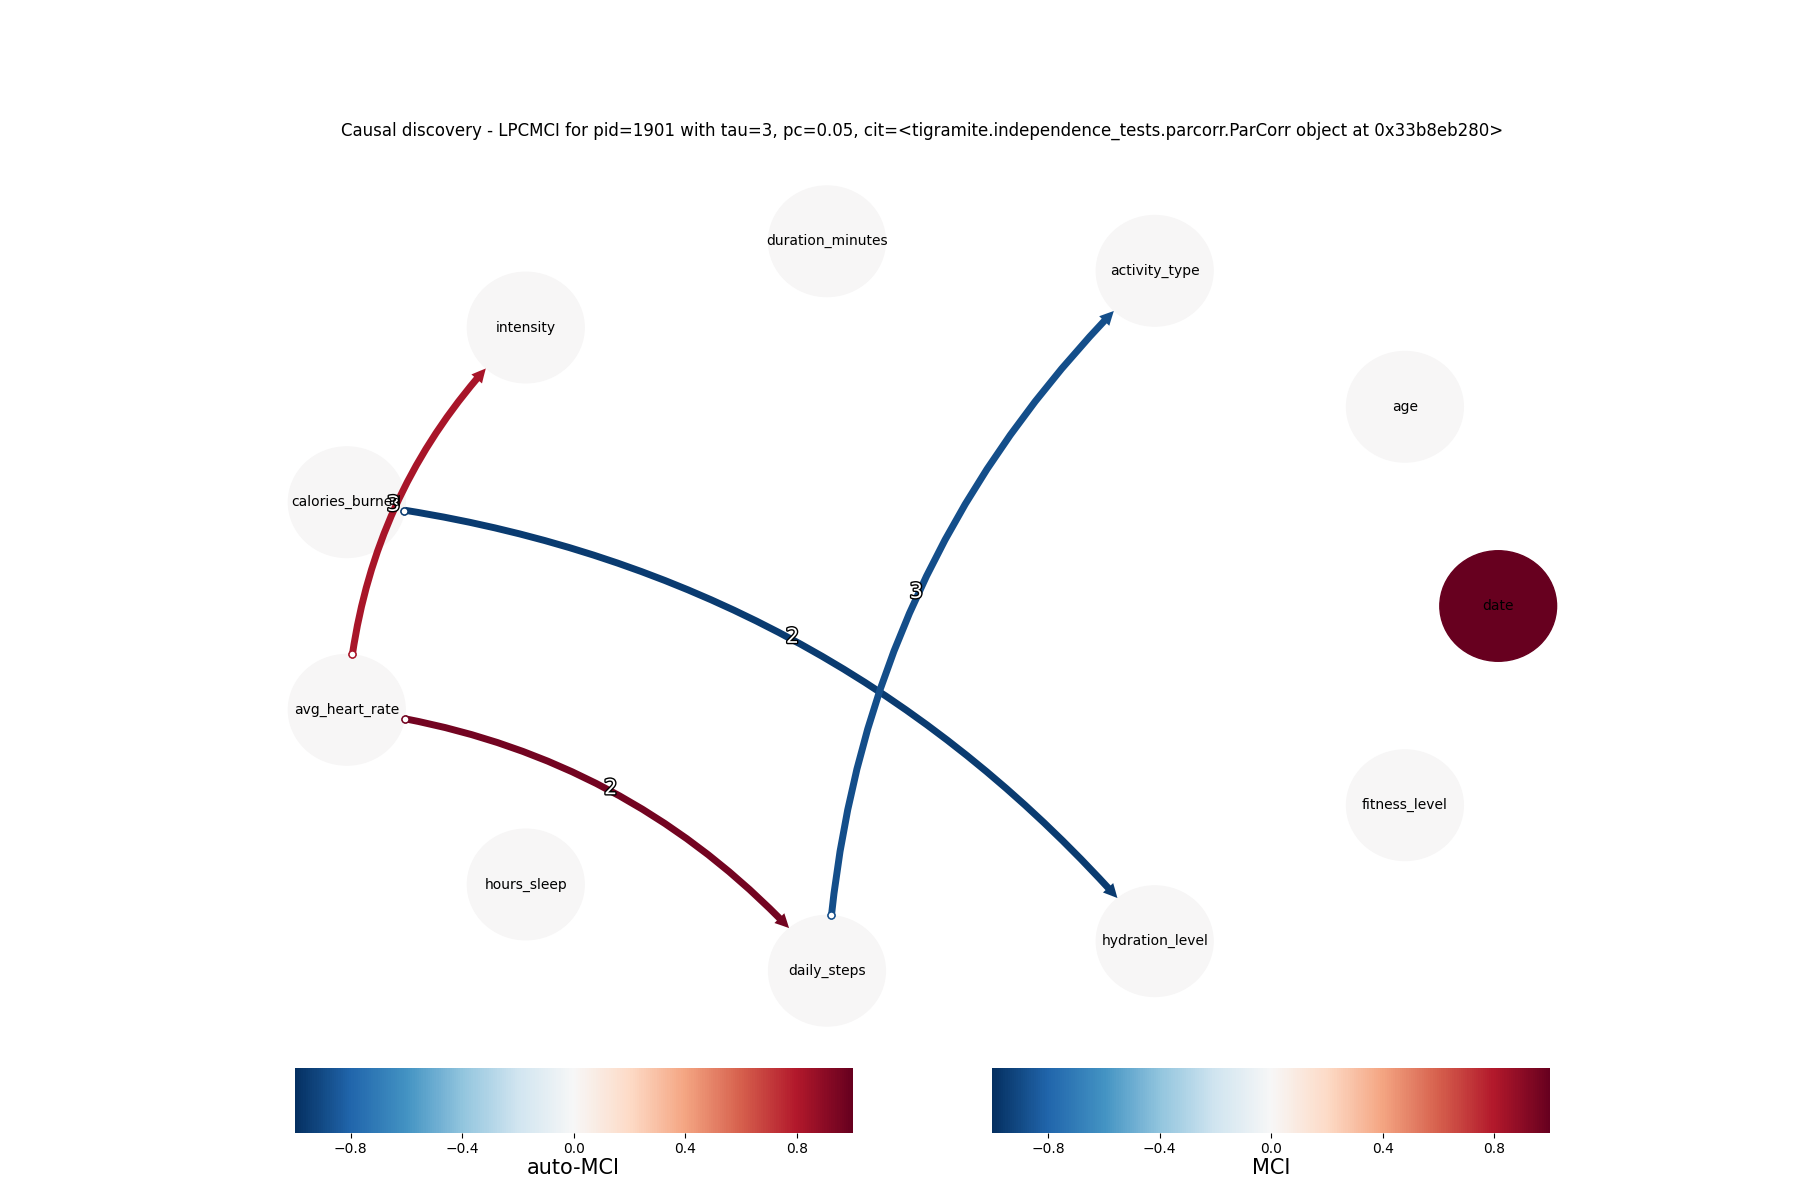 Causal discovery - LPCMCI for pid=1901 with tau=3, pc=0.05, cit=<tigramite.independence_tests.parcorr.ParCorr object at 0x33b8eb280>
duration_minutes
activity_type
intensity
age
calories_burned
3
3
date
2
avg_heart_rate
2
fitness_level
hours_sleep
hydration_level
daily_steps
−0.8 −0.4 0.0 0.4 0.8
auto-MCI
−0.8 −0.4 0.0 0.4 0.8
MCI